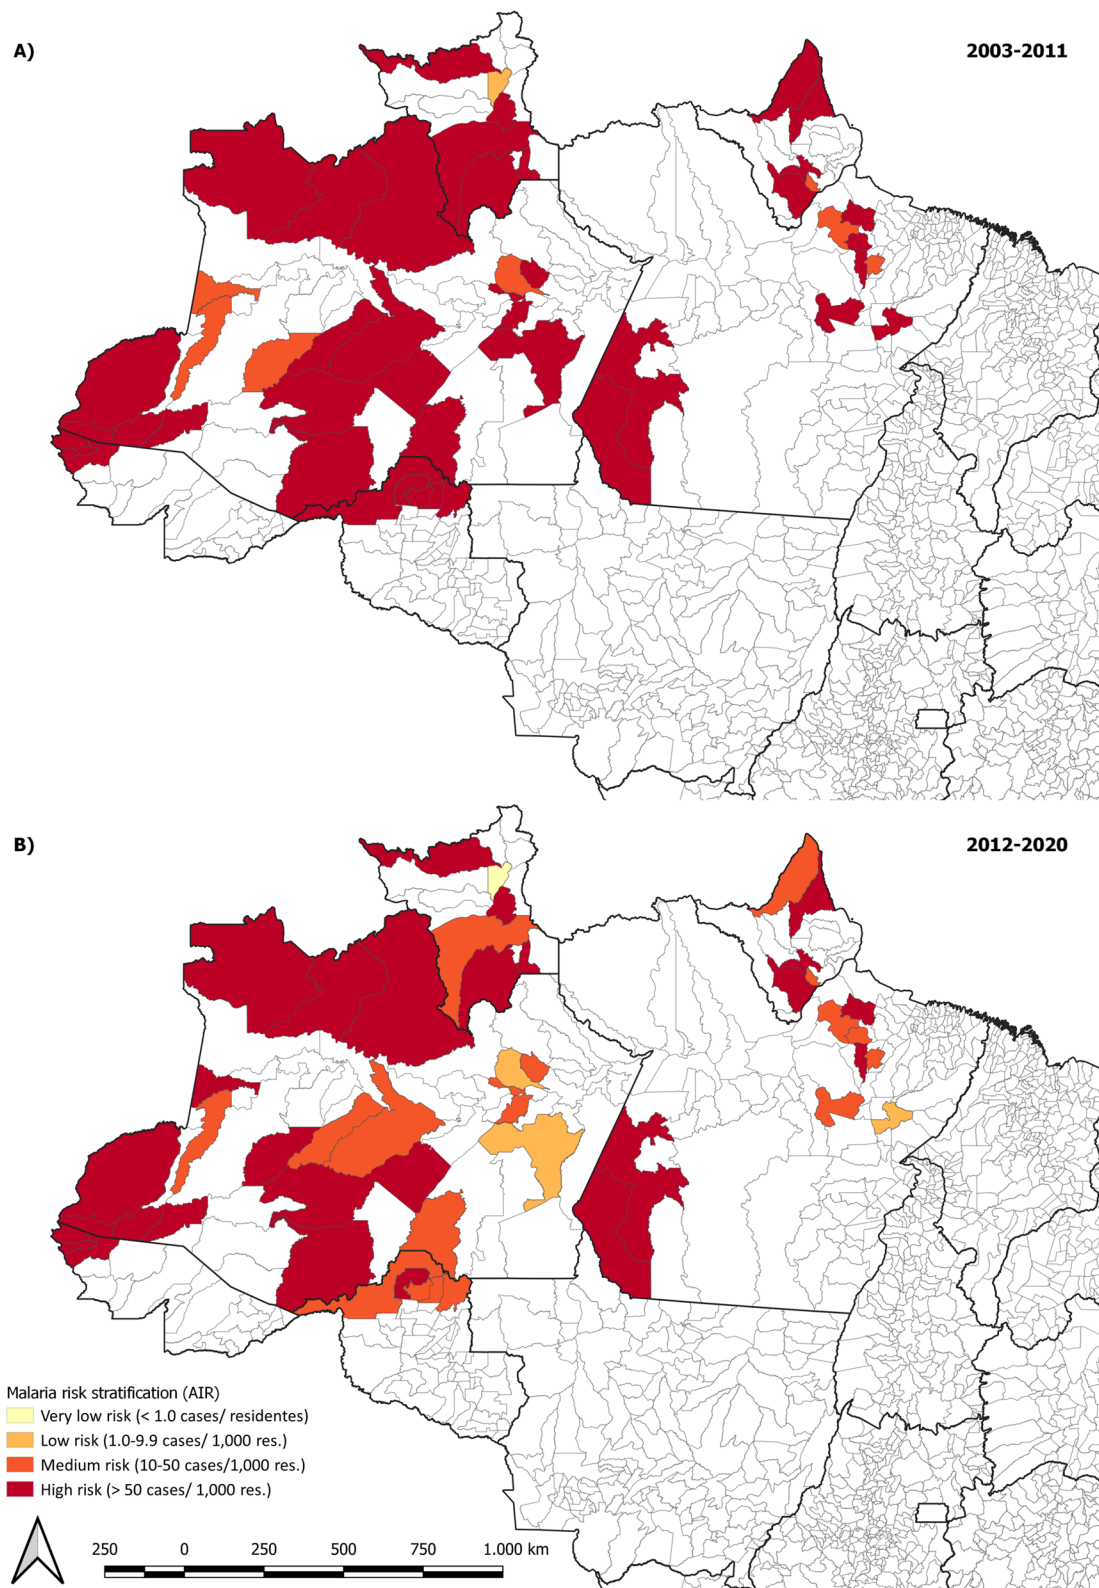 A)
2003-2011
B)
2012-2020
Malaria risk stratification (AIR)
Very low risk (< 1.0 cases/ residentes)
Low risk (1.0-9.9 cases/ 1,000 res.)
Medium risk (10-50 cases/1,000 res.)
High risk (> 50 cases/ 1,000 res.)
250 0 250 500 750 1.000 km